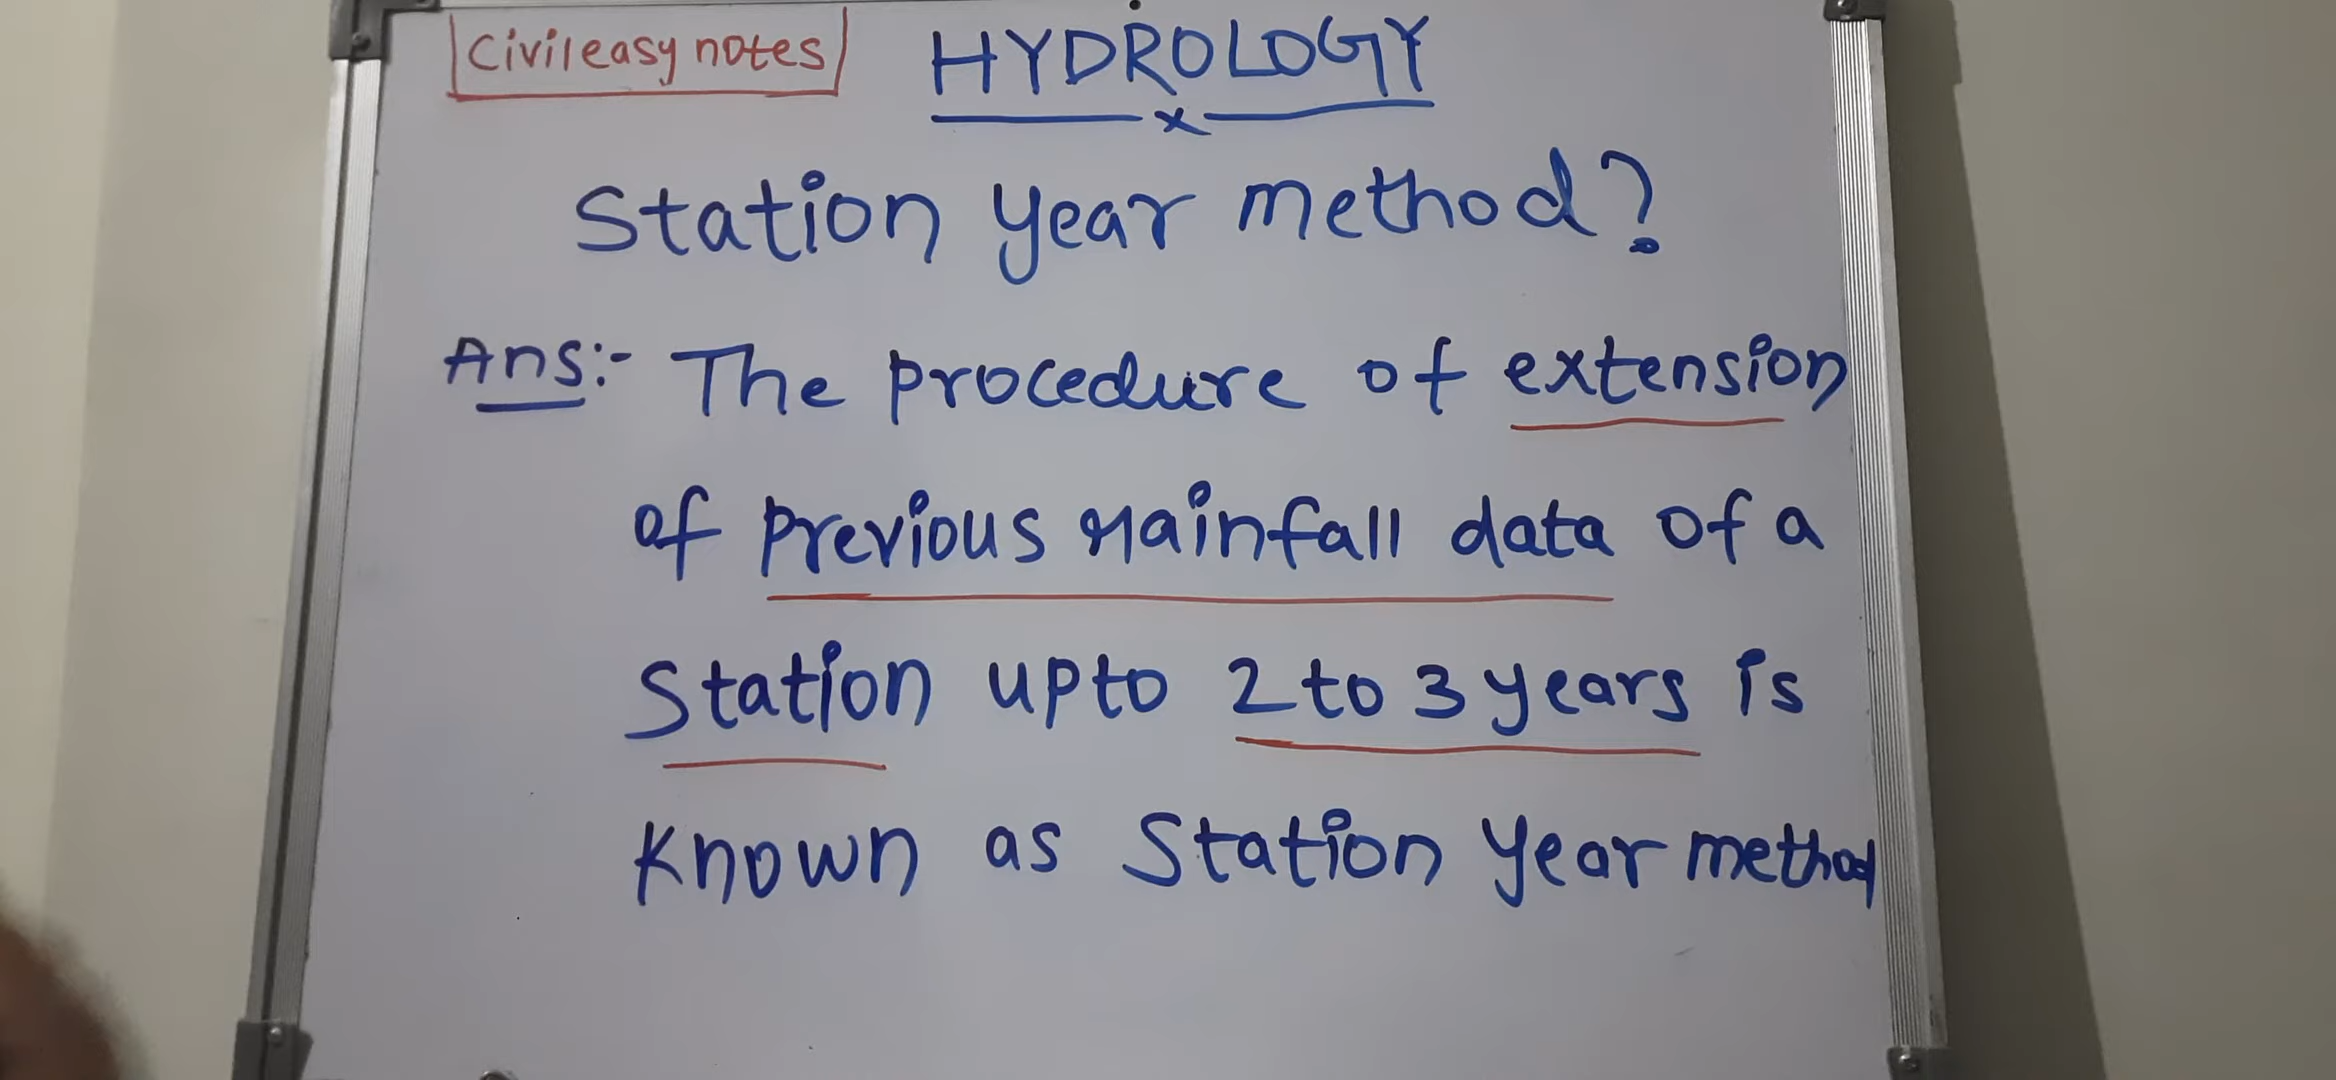 Civileasy notes
HYDROLOGY
x
Station year method?
Ans:- The procedure of extension
of previous rainfall data of a
Station upto 2 to 3 years is
Known as Station Year method